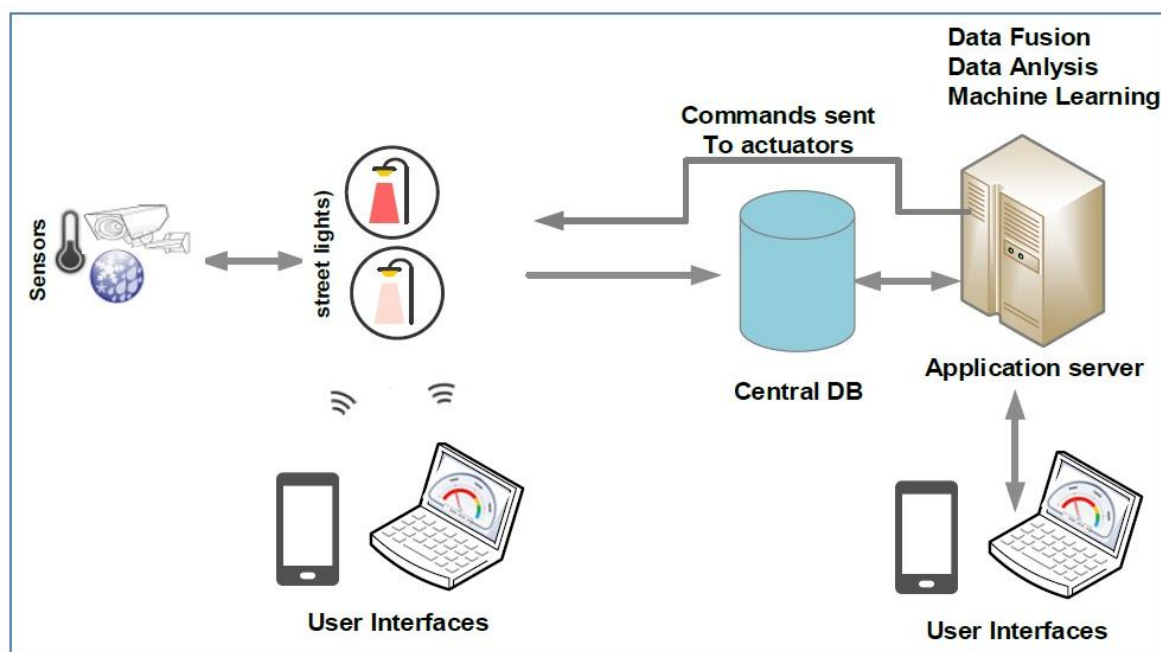 Data Fusion
Data Anlysis
Machine Learning
Commands sent
To actuators
Sensors
street lights)
Central DB
Application server
User Interfaces
User Interfaces